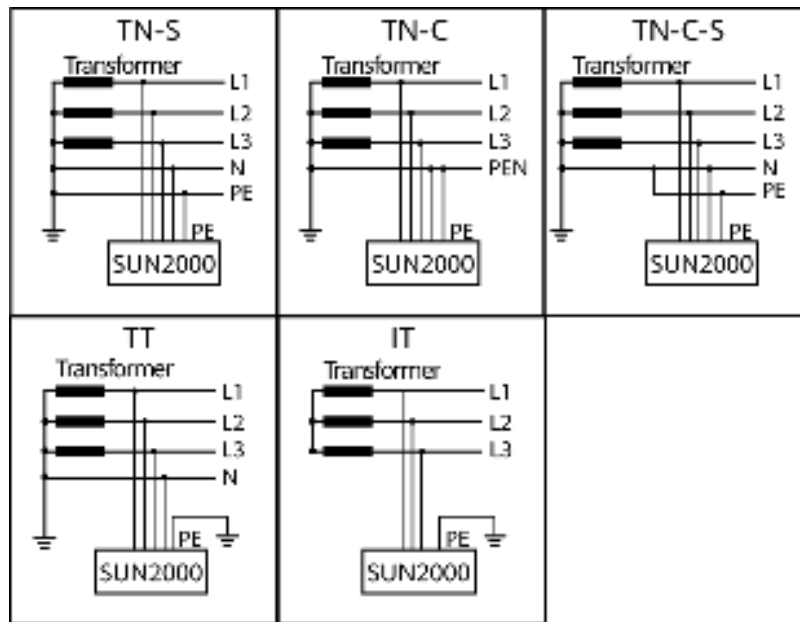 TN-S
Transformer
L1
L2
L3
N
PE
PE
SUN2000
TN-C
Transformer
L1
L2
L3
PEN
PE
SUN2000
TN-C-S
Transformer
L1
L2
L3
N
PE
PE
SUN2000
TT
Transformer
L1
L2
L3
N
PE
SUN2000
IT
Transformer
L1
L2
L3
PE
SUN2000